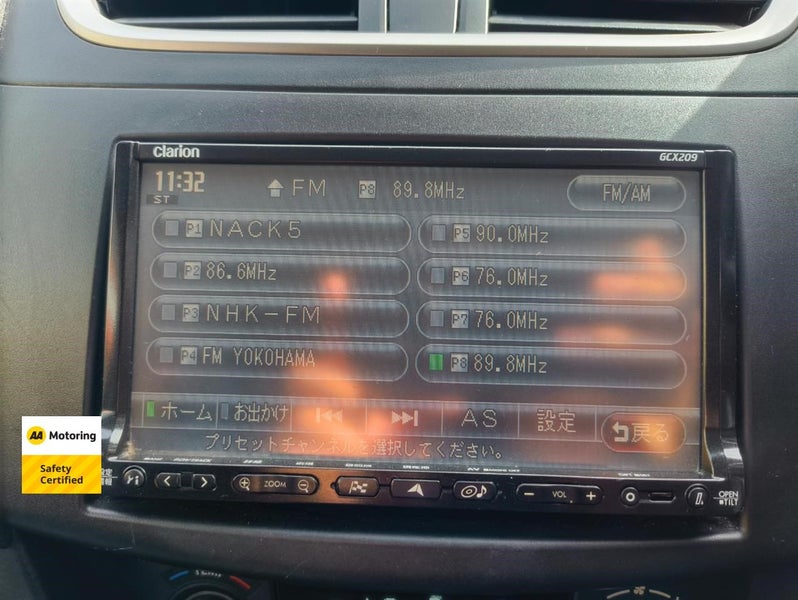 clarion
GCX209
11:32
ST
FM P8 89.8MHz
FM/AM
P1 NACK5
P2 86.6MHz
P3 NHK-FM
P4 FM YOKOHAMA
P5 90.0MHz
P6 76.0MHz
P7 76.0MHz
P8 89.8MHz
ホーム お出かけ AS 設定 戻る
プリセットチャンネルを選択してください。
AA Motoring
Safety
Certified
ZOOM
− VOL +
OPEN
TILT